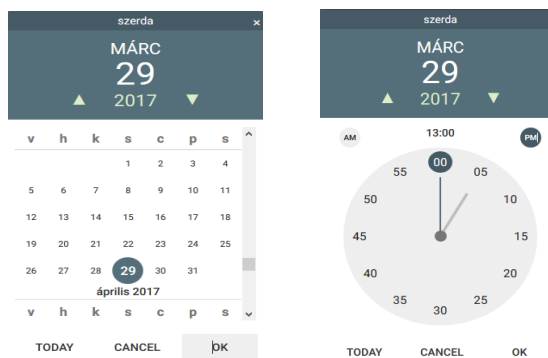 szerda ×
MÁRC
29
▲ 2017 ▼
v h k s c p s
1 2 3 4
5 6 7 8 9 10 11
12 13 14 15 16 17 18
19 20 21 22 23 24 25
26 27 28 29 30 31
április 2017
v h k s c p s
TODAY CANCEL OK
szerda
MÁRC
29
▲ 2017 ▼
AM 13:00 PM
00
55 05
50 10
45 15
40 20
35 25
30
TODAY CANCEL OK